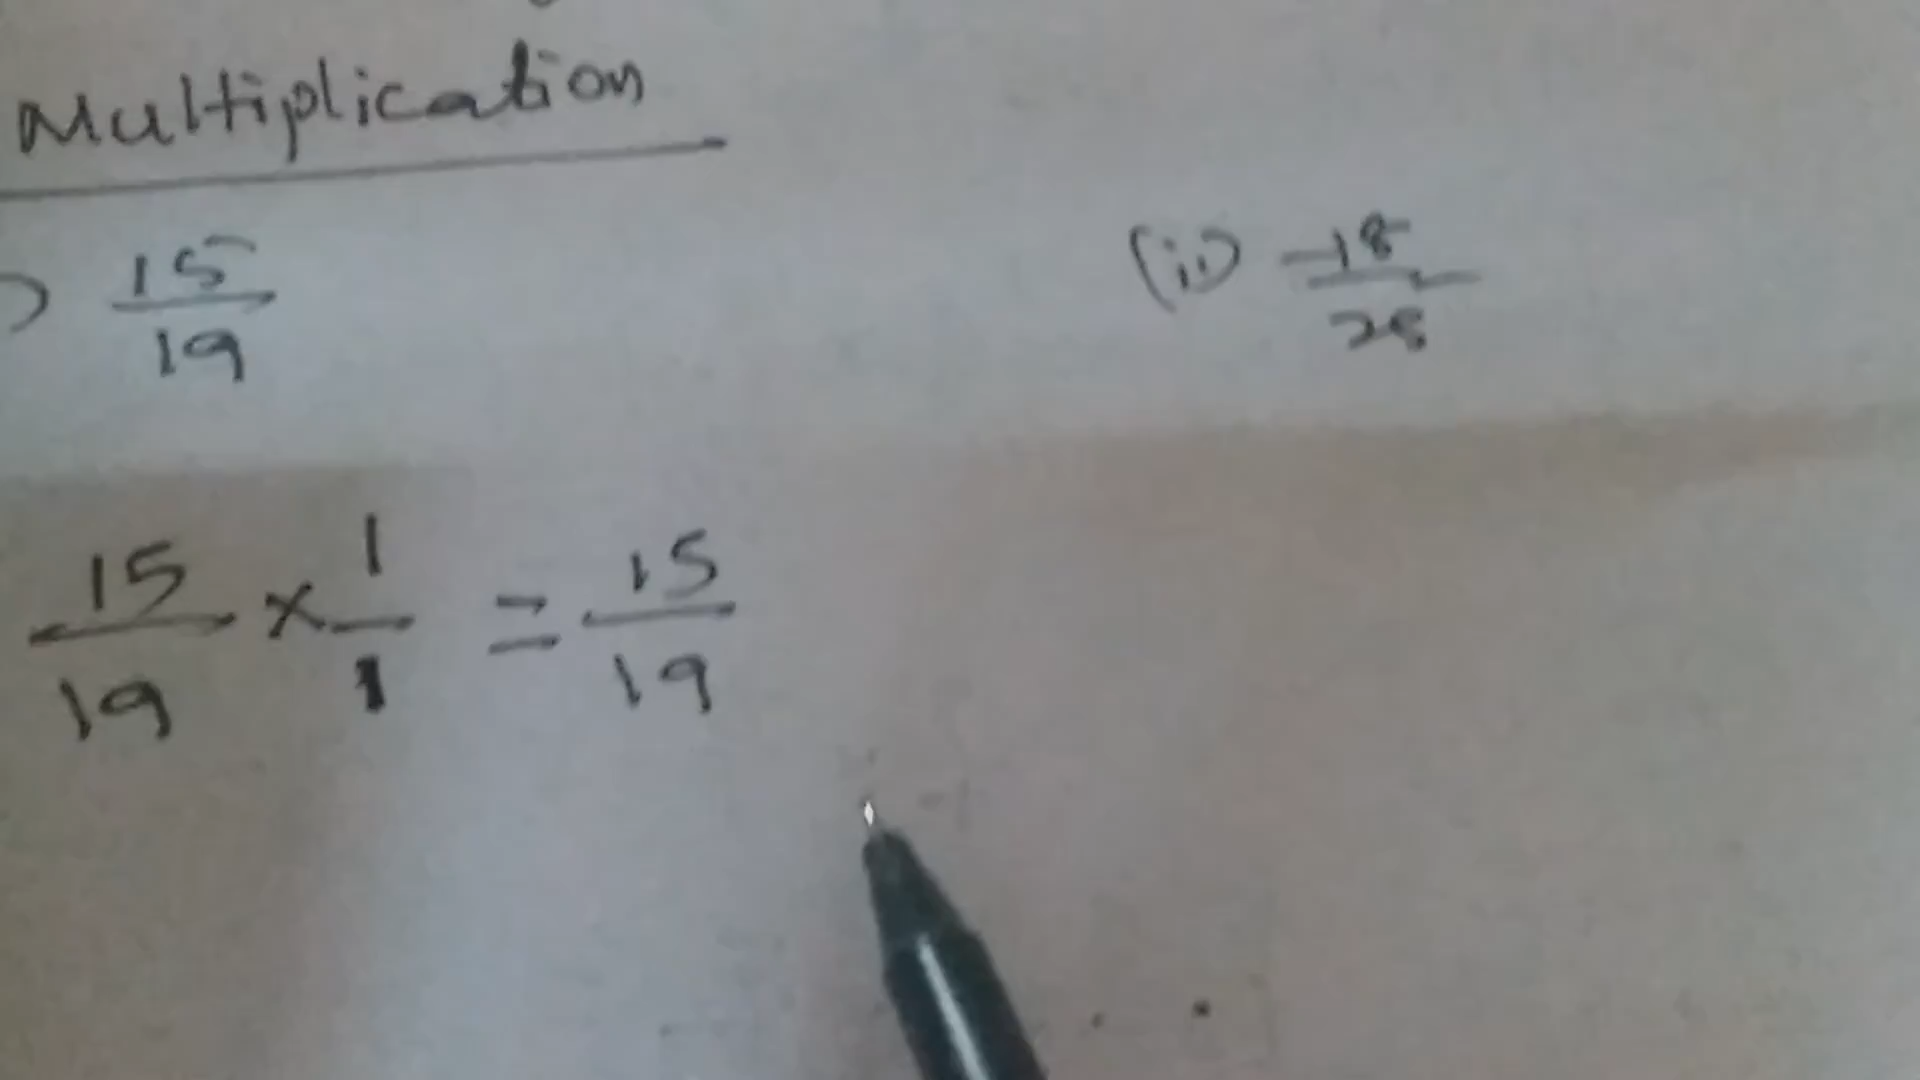 Multiplication
) 15/19 (ii) -18/28
15/19 × 1/1 = 15/19